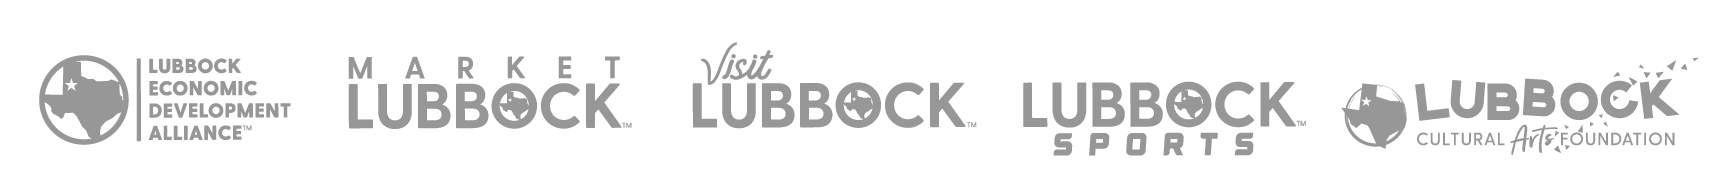 LUBBOCK
ECONOMIC
DEVELOPMENT
ALLIANCE™
MARKET
LUBBOCK™
Visit
LUBBOCK™
LUBBOCK™
SPORTS
LUBBOCK
CULTURAL Arts FOUNDATION